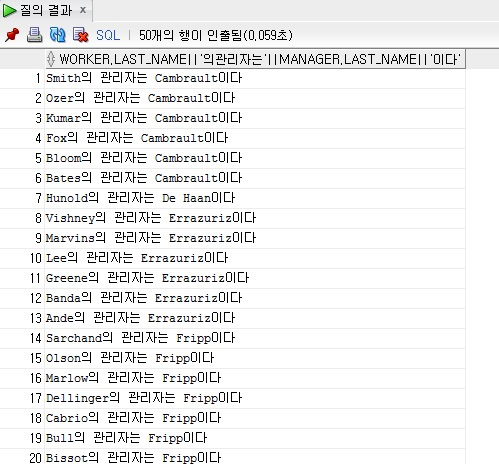 질의 결과 x
SQL | 50개의 행이 인출됨(0,059초)
WORKER,LAST_NAME||'의관리자는'||MANAGER,LAST_NAME||'이다'
1 Smith의 관리자는 Cambrault이다
2 Ozer의 관리자는 Cambrault이다
3 Kumar의 관리자는 Cambrault이다
4 Fox의 관리자는 Cambrault이다
5 Bloom의 관리자는 Cambrault이다
6 Bates의 관리자는 Cambrault이다
7 Hunold의 관리자는 De Haan이다
8 Vishney의 관리자는 Errazuriz이다
9 Marvins의 관리자는 Errazuriz이다
10 Lee의 관리자는 Errazuriz이다
11 Greene의 관리자는 Errazuriz이다
12 Banda의 관리자는 Errazuriz이다
13 Ande의 관리자는 Errazuriz이다
14 Sarchand의 관리자는 Fripp이다
15 Olson의 관리자는 Fripp이다
16 Marlow의 관리자는 Fripp이다
17 Dellinger의 관리자는 Fripp이다
18 Cabrio의 관리자는 Fripp이다
19 Bull의 관리자는 Fripp이다
20 Bissot의 관리자는 Fripp이다